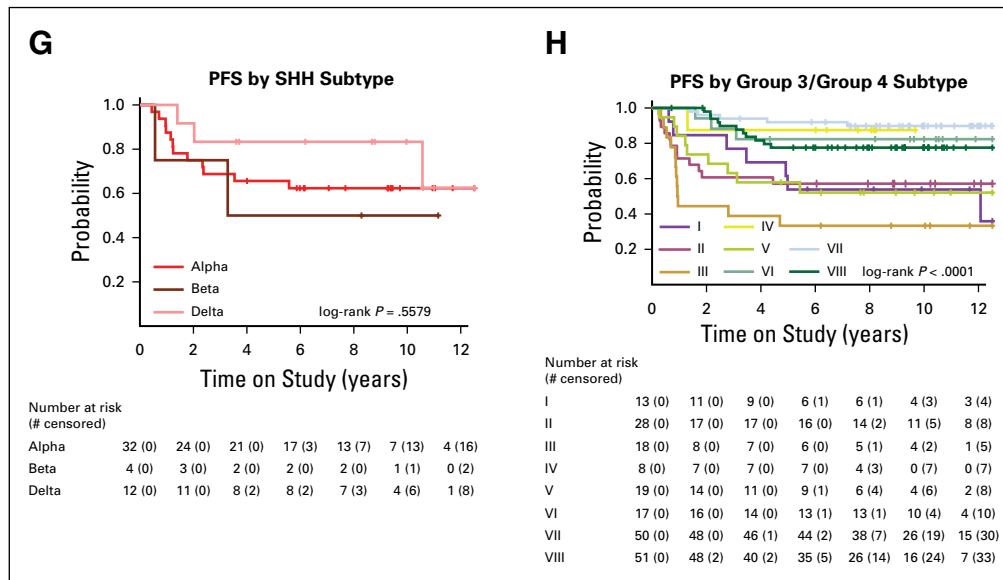 G
PFS by SHH Subtype
1.0
0.8
0.6
0.4
0.2
Probability
Alpha
Beta
Delta
log-rank P = .5579
0 2 4 6 8 10 12
Time on Study (years)
Number at risk
(# censored)
Alpha 32 (0) 24 (0) 21 (0) 17 (3) 13 (7) 7 (13) 4 (16)
Beta 4 (0) 3 (0) 2 (0) 2 (0) 2 (0) 1 (1) 0 (2)
Delta 12 (0) 11 (0) 8 (2) 8 (2) 7 (3) 4 (6) 1 (8)
H
PFS by Group 3/Group 4 Subtype
1.0
0.8
0.6
0.4
0.2
Probability
I IV
II V VII
III VI VIII
log-rank P < .0001
0 2 4 6 8 10 12
Time on Study (years)
Number at risk
(# censored)
I 13 (0) 11 (0) 9 (0) 6 (1) 6 (1) 4 (3) 3 (4)
II 28 (0) 17 (0) 17 (0) 16 (0) 14 (2) 11 (5) 8 (8)
III 18 (0) 8 (0) 7 (0) 6 (0) 5 (1) 4 (2) 1 (5)
IV 8 (0) 7 (0) 7 (0) 7 (0) 4 (3) 0 (7) 0 (7)
V 19 (0) 14 (0) 11 (0) 9 (1) 6 (4) 4 (6) 2 (8)
VI 17 (0) 16 (0) 14 (0) 13 (1) 13 (1) 10 (4) 4 (10)
VII 50 (0) 48 (0) 46 (1) 44 (2) 38 (7) 26 (19) 15 (30)
VIII 51 (0) 48 (2) 40 (2) 35 (5) 26 (14) 16 (24) 7 (33)